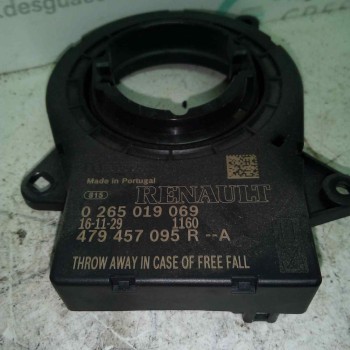 Made in Portugal
815
RENAULT
0 265 019 069
16-11-29 1160
479 457 095 R --A
THROW AWAY IN CASE OF FREE FALL